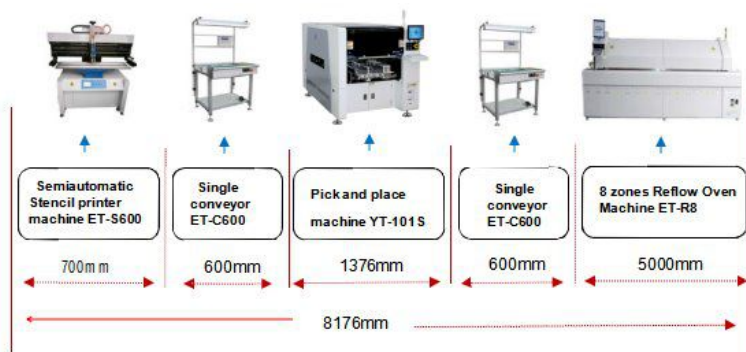 Semiautomatic
Stencil printer
machine ET-S600
Single
conveyor
ET-C600
Pick and place
machine YT-101S
Single
conveyor
ET-C600
8 zones Reflow Oven
Machine ET-R8
700mm
600mm
1376mm
600mm
5000mm
8176mm